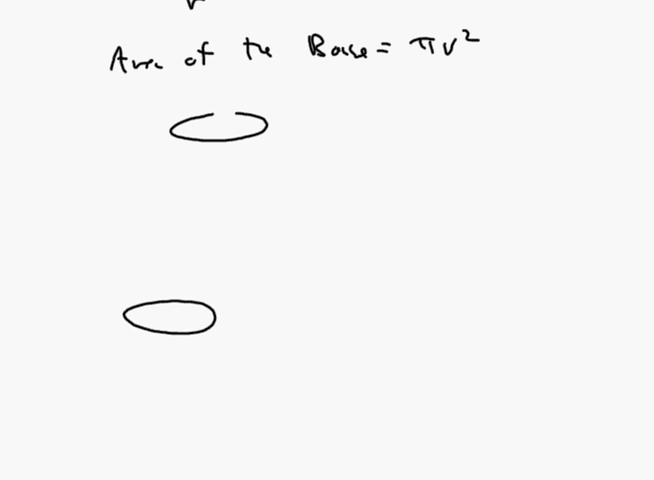 r
Area of the Base = πr²